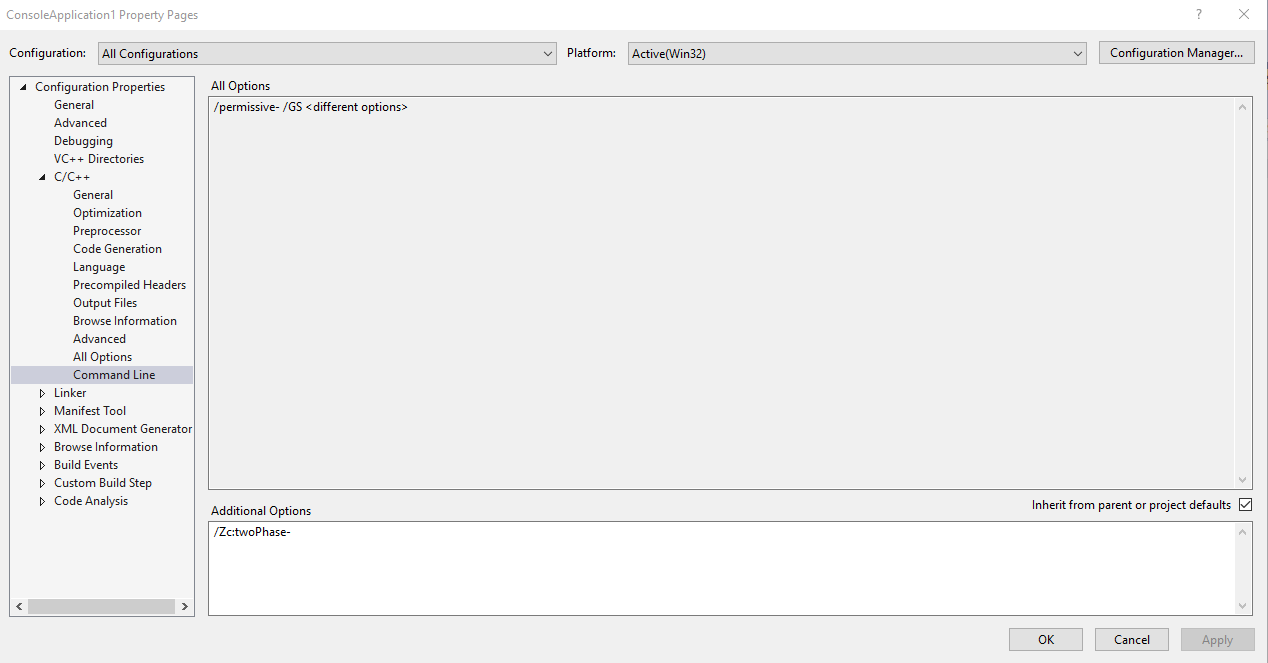 ConsoleApplication1 Property Pages
Configuration: All Configurations Platform: Active(Win32) Configuration Manager...
Configuration Properties
General
Advanced
Debugging
VC++ Directories
C/C++
General
Optimization
Preprocessor
Code Generation
Language
Precompiled Headers
Output Files
Browse Information
Advanced
All Options
Command Line
Linker
Manifest Tool
XML Document Generator
Browse Information
Build Events
Custom Build Step
Code Analysis
All Options
/permissive- /GS <different options>
Inherit from parent or project defaults
Additional Options
/Zc:twoPhase-
OK Cancel Apply